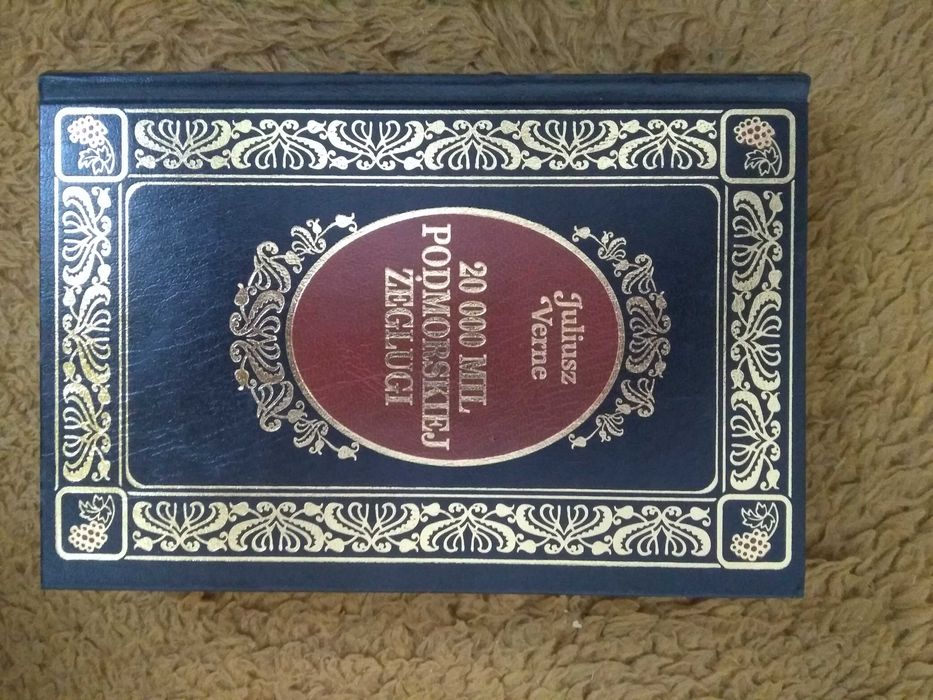 Juliusz
Verne
20 000 MIL
PODMORSKIEJ
ŻEGLUGI